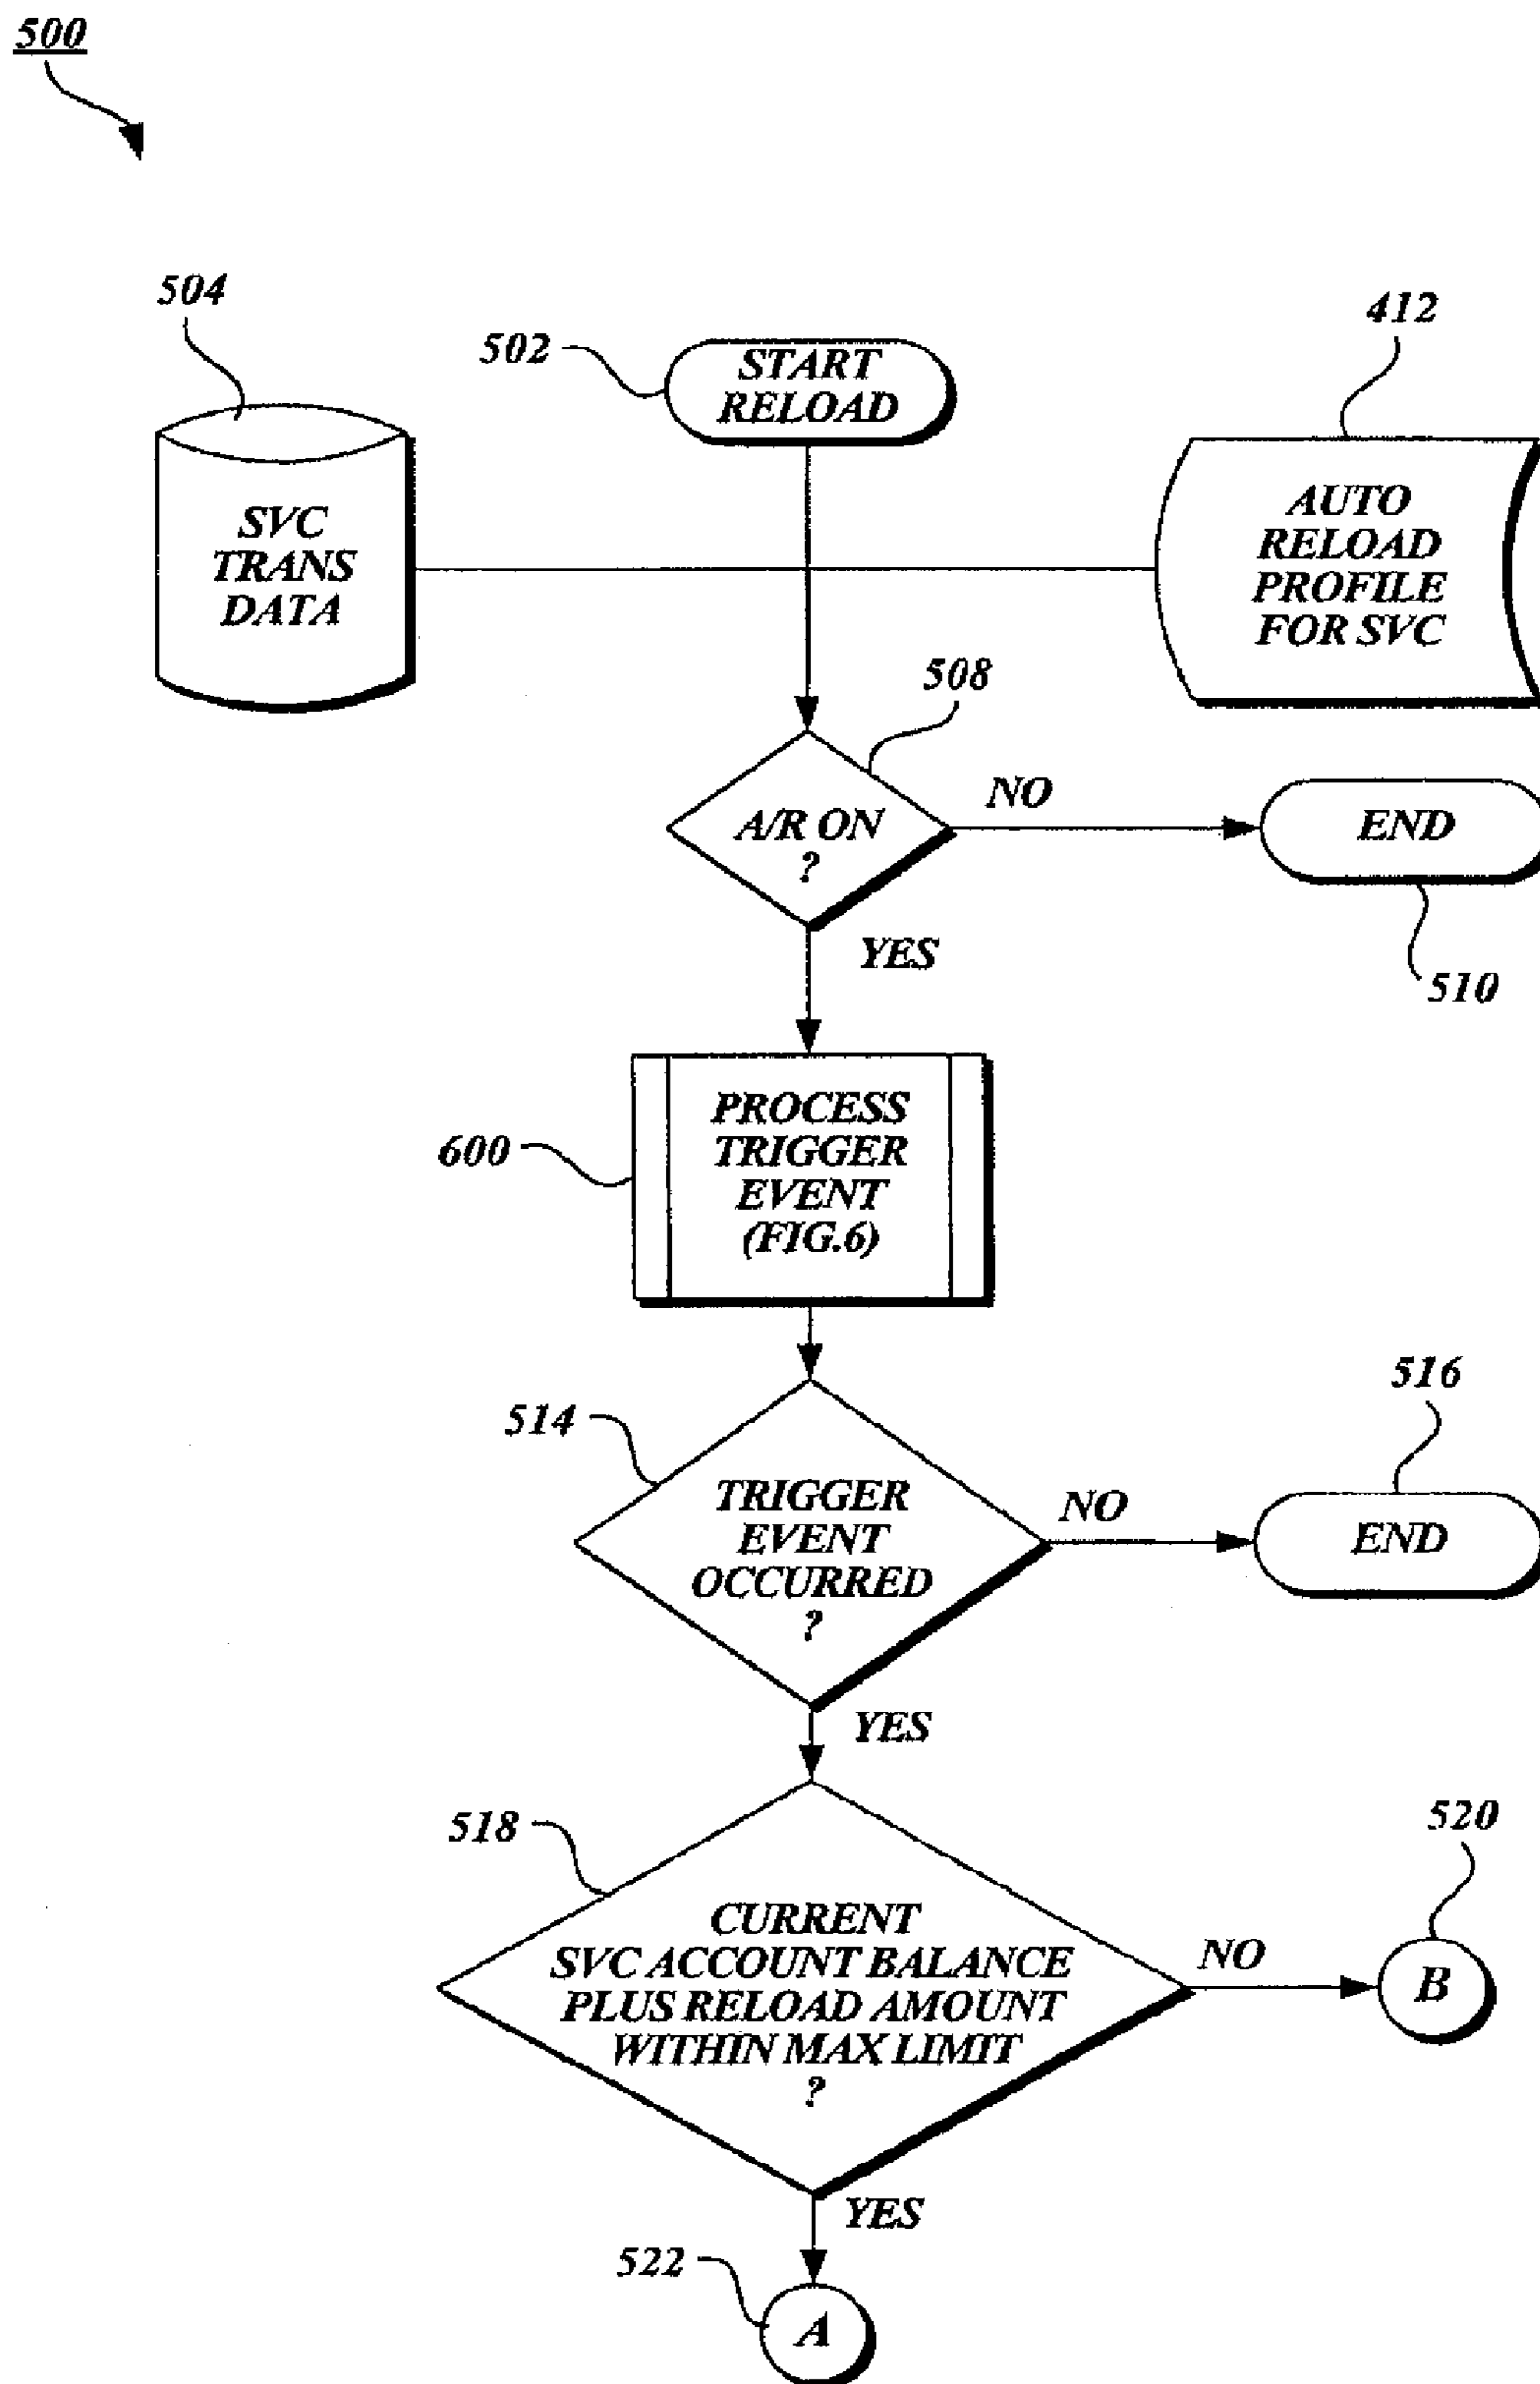 500
504
412
502
START
RELOAD
SVC
TRANS
DATA
AUTO
RELOAD
PROFILE
FOR SVC
508
A/R ON
?
NO
END
YES
510
PROCESS
TRIGGER
EVENT
(FIG.6)
600
516
514
TRIGGER
EVENT
OCCURRED
?
NO
END
YES
518
520
CURRENT
SVC ACCOUNT BALANCE
PLUS RELOAD AMOUNT
WITHIN MAX LIMIT
?
NO
B
YES
522
A